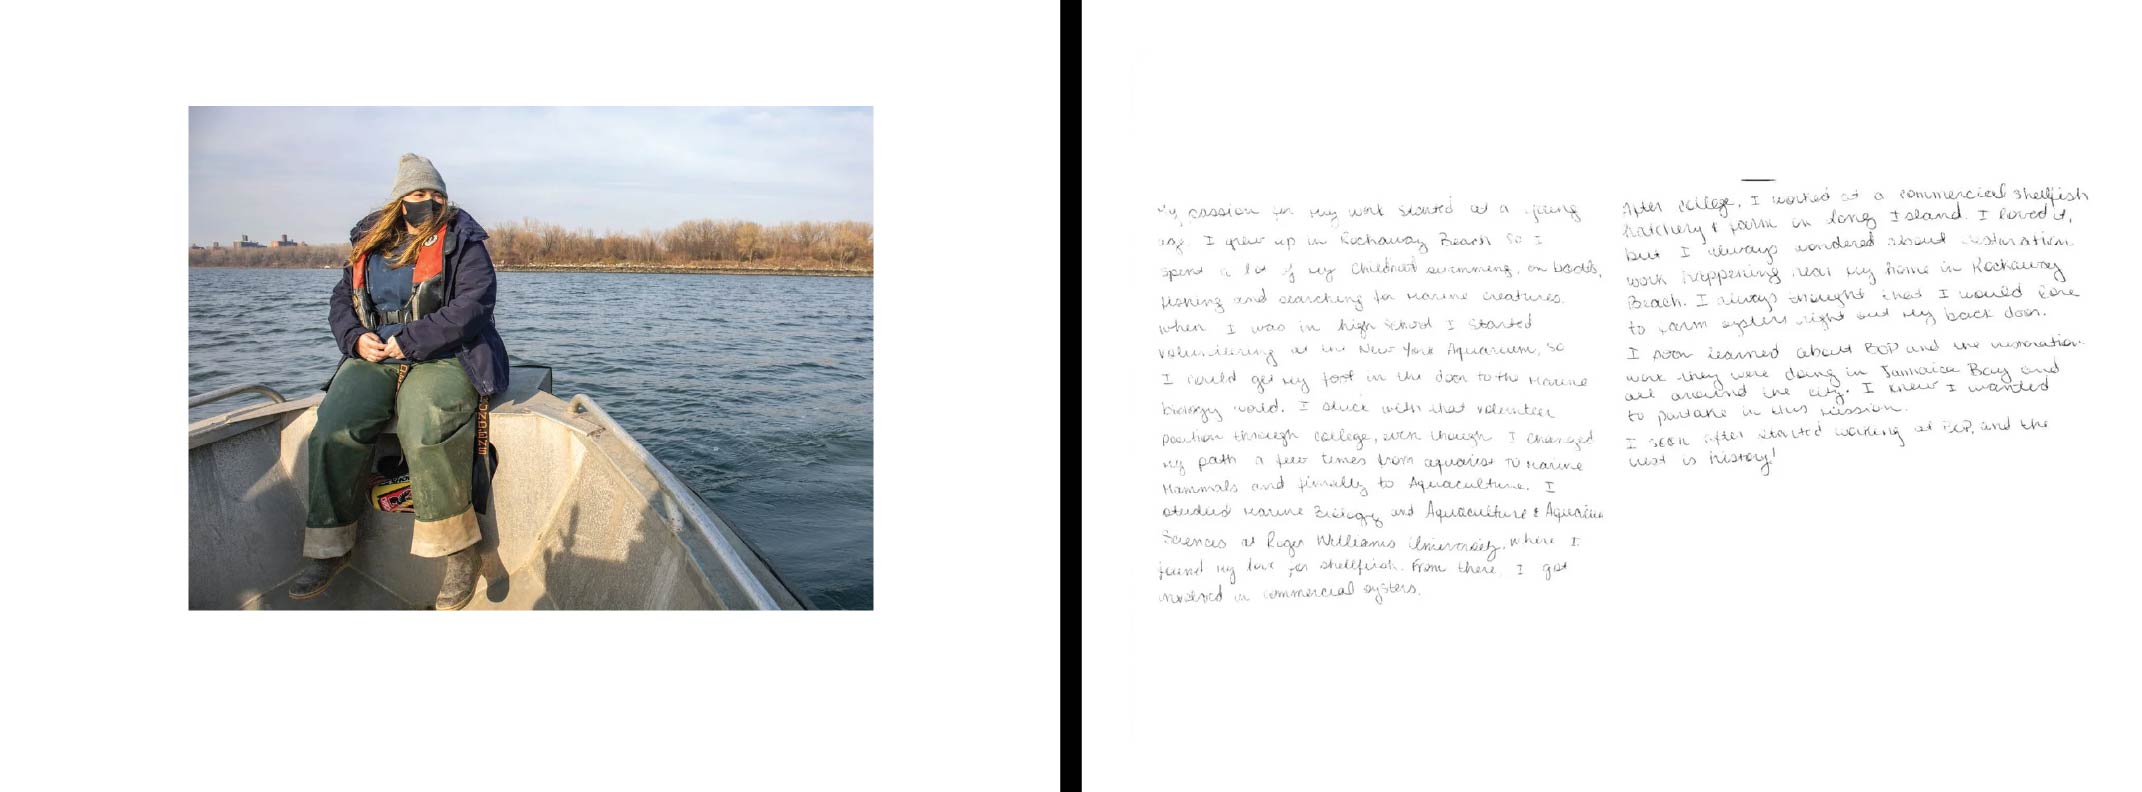 My passion for my work started at a young
age. I grew up in Rockaway Beach so I
spent a lot of my Childhood swimming, on boats,
fishing and searching for marine creatures.
When I was in high school I started
volunteering at the New York Aquarium, so
I could get my foot in the door to the marine
biology world. I stuck with that volunteer
position through college, even though I changed
my path a few times from aquarist to marine
mammals and finally to Aquaculture. I
studied marine Biology and Aquaculture & Aquarium
Sciences at Roger Williams University, where I
found my love for shellfish. From there, I got
involved in commercial oysters.
After college, I worked at a commercial shellfish
hatchery & farm on long Island. I loved it,
but I always wondered about restoration
work happening near my home in Rockaway
Beach. I always thought that I would love
to farm oysters right out my back door.
I soon learned about BOP and the restoration
work they were doing in Jamaica Bay and
all around the city. I knew I wanted
to partake in this mission.
I soon after started working at BOP, and the
rest is history!